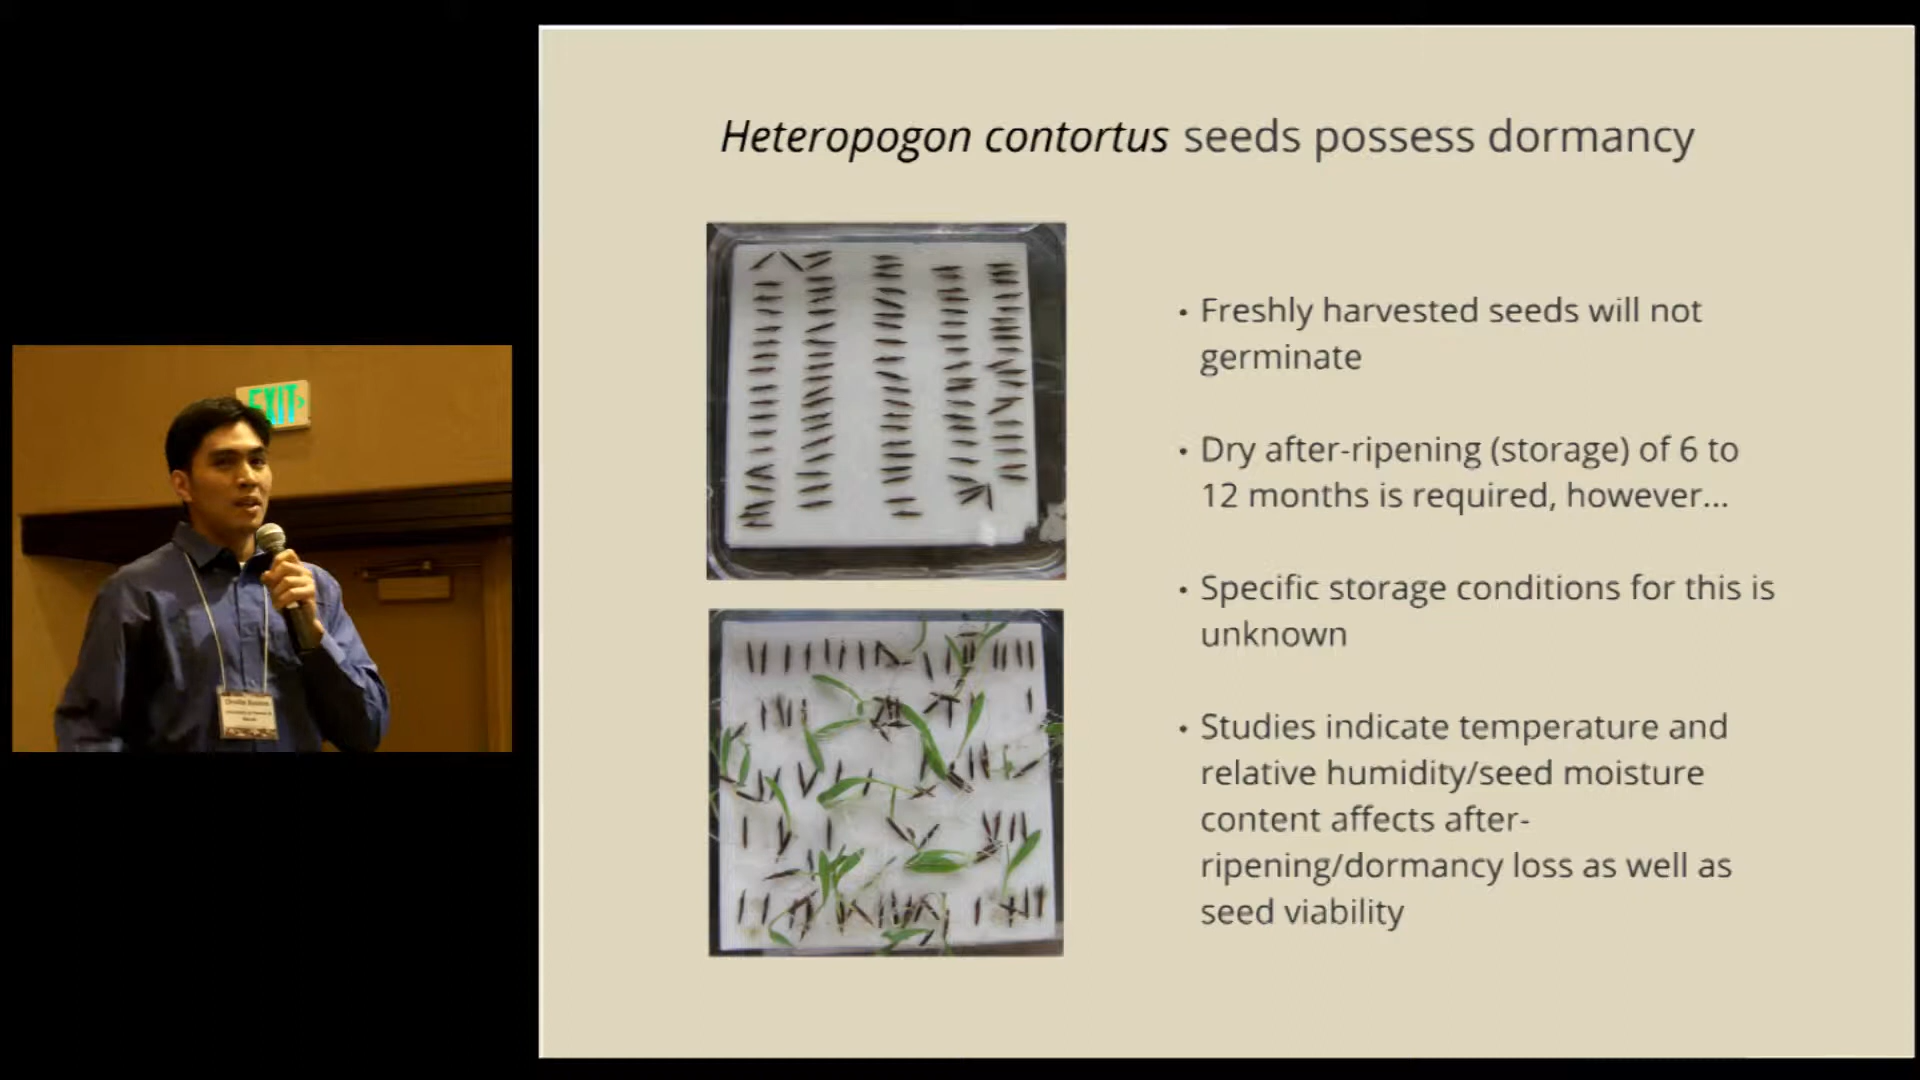 Heteropogon contortus seeds possess dormancy
• Freshly harvested seeds will not
germinate
• Dry after-ripening (storage) of 6 to
12 months is required, however...
• Specific storage conditions for this is
unknown
• Studies indicate temperature and
relative humidity/seed moisture
content affects after-
ripening/dormancy loss as well as
seed viability
EXIT